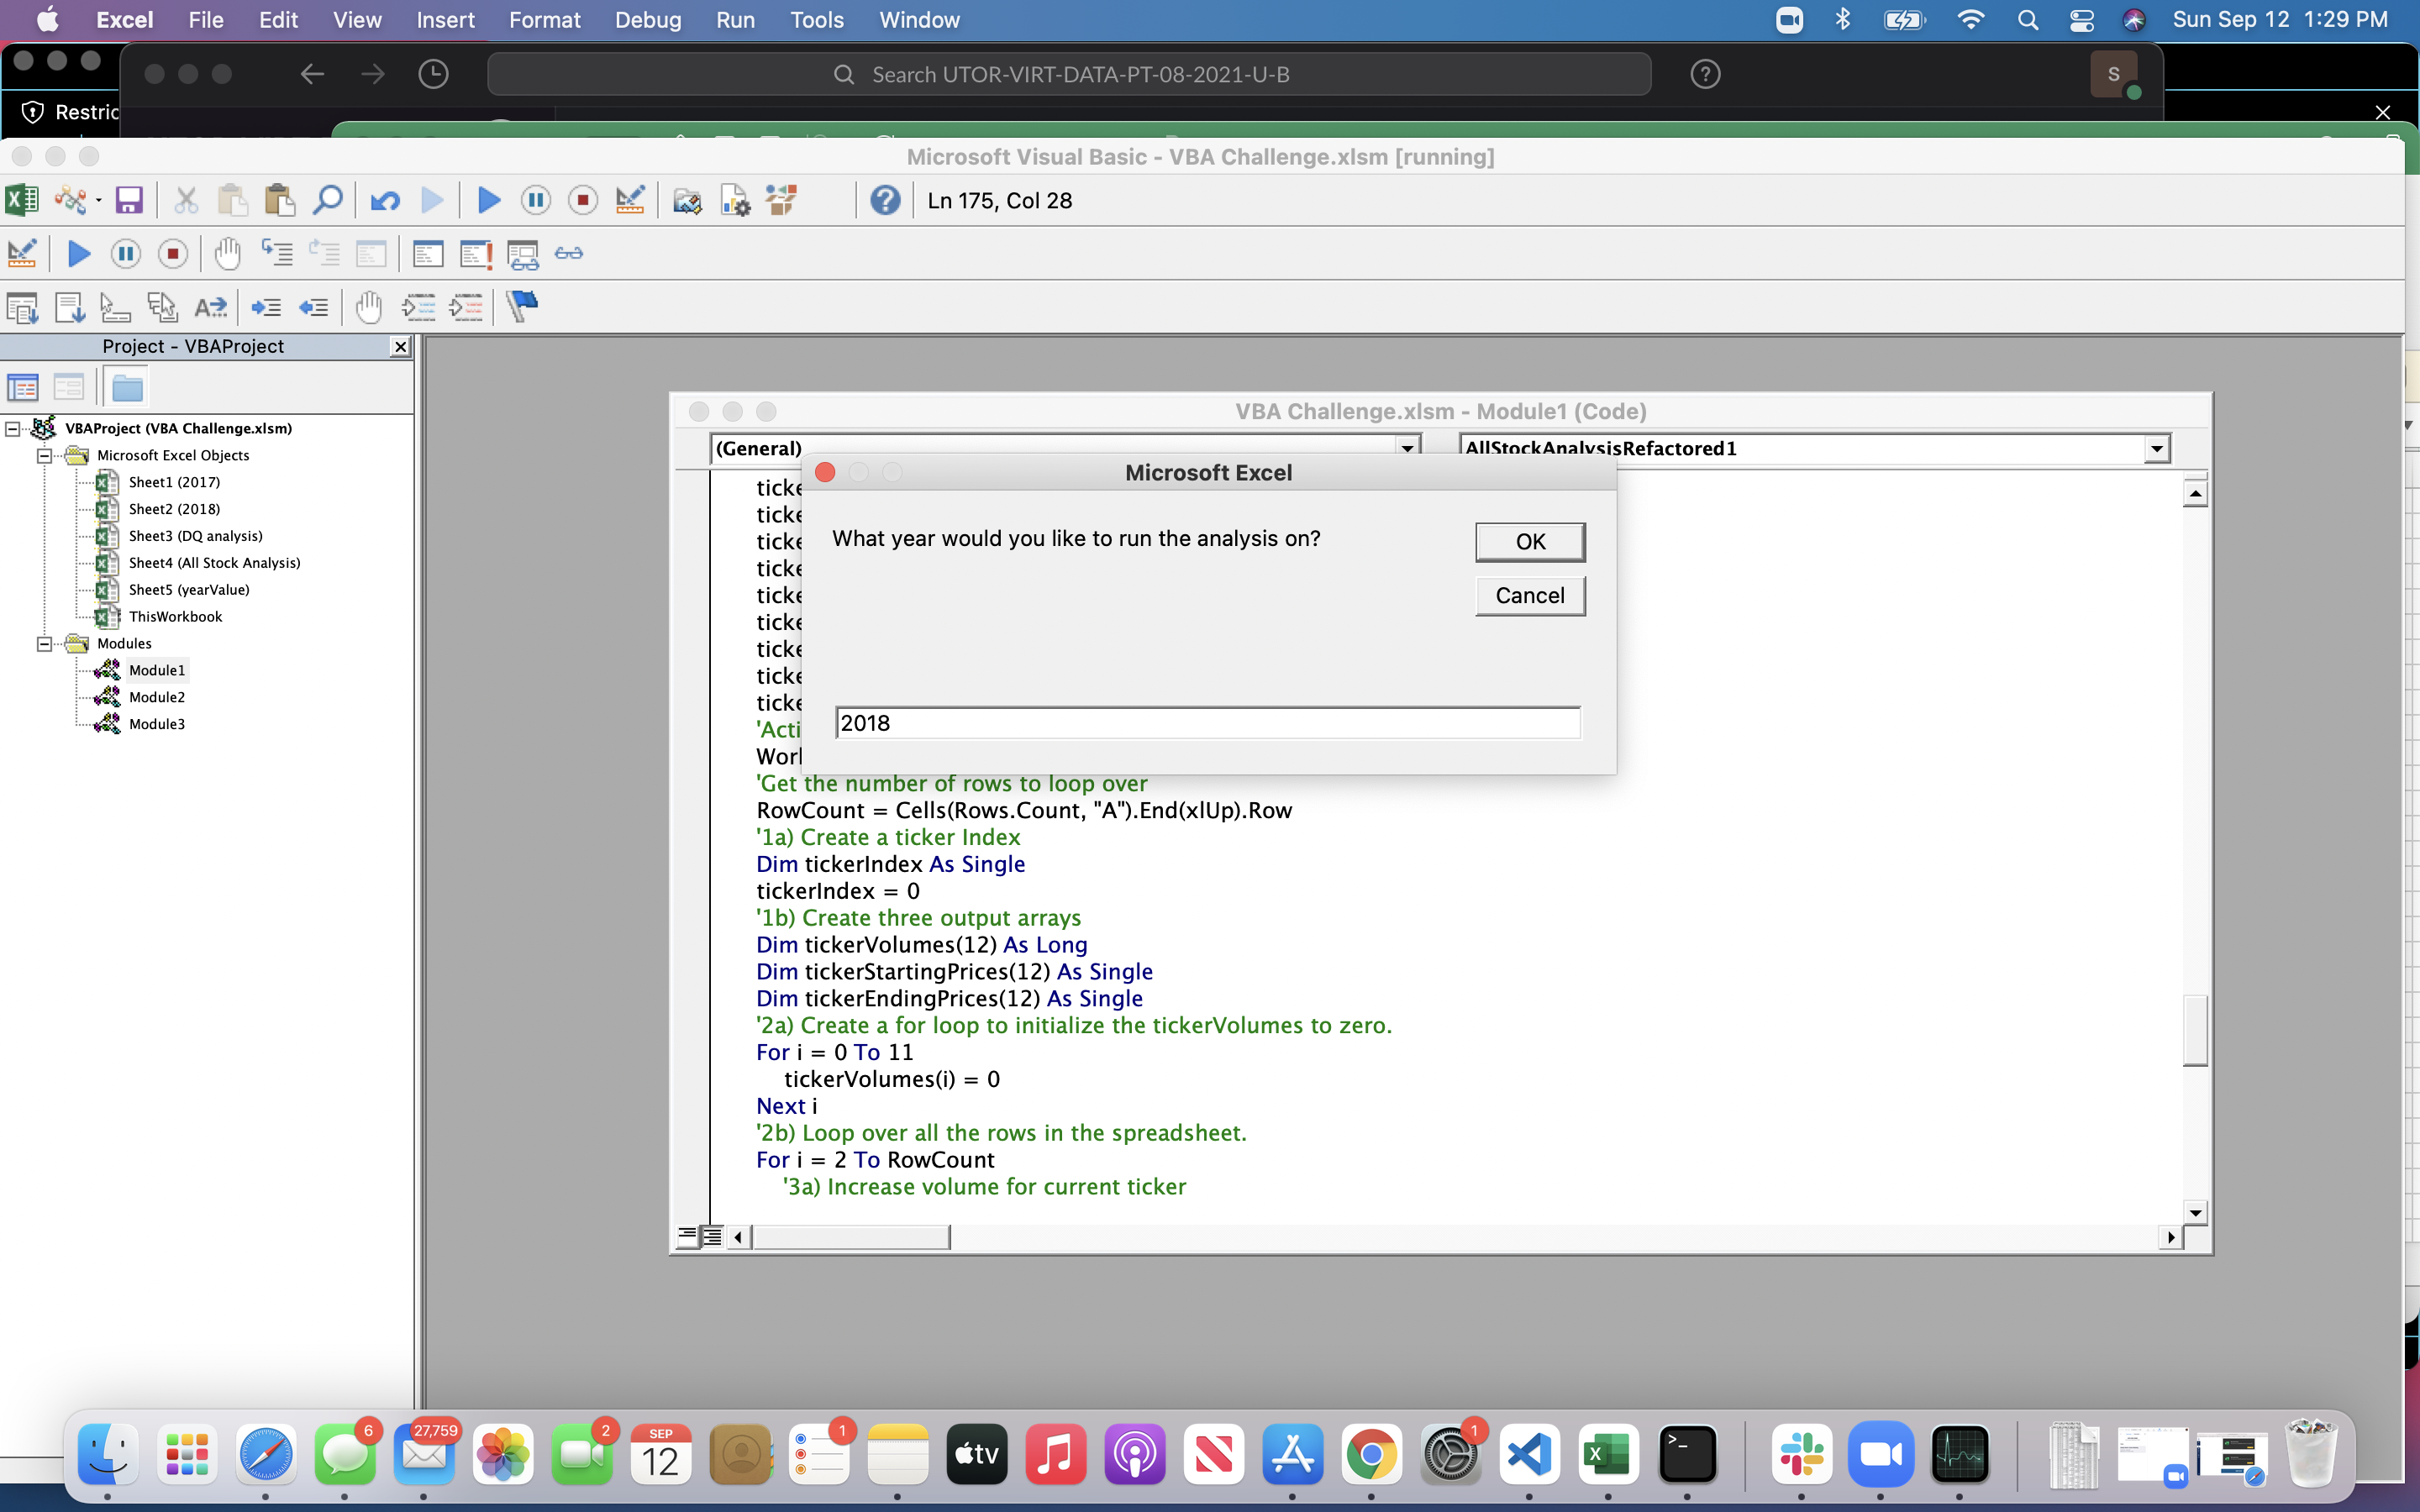 Excel File Edit View Insert Format Debug Run Tools Window Sun Sep 12 1:29 PM
Search UTOR-VIRT-DATA-PT-08-2021-U-B ? S
Restric
Microsoft Visual Basic - VBA Challenge.xlsm [running]
Ln 175, Col 28
Project - VBAProject
VBAProject (VBA Challenge.xlsm)
Microsoft Excel Objects
Sheet1 (2017)
Sheet2 (2018)
Sheet3 (DQ analysis)
Sheet4 (All Stock Analysis)
Sheet5 (yearValue)
ThisWorkbook
Modules
Module1
Module2
Module3
VBA Challenge.xlsm - Module1 (Code)
(General) AllStockAnalysisRefactored1
Microsoft Excel
What year would you like to run the analysis on?
OK
Cancel
2018
ticke
ticke
ticke
ticke
ticke
ticke
ticke
ticke
ticke
'Acti
Worl
'Get the number of rows to loop over
RowCount = Cells(Rows.Count, "A").End(xlUp).Row
'1a) Create a ticker Index
Dim tickerIndex As Single
tickerIndex = 0
'1b) Create three output arrays
Dim tickerVolumes(12) As Long
Dim tickerStartingPrices(12) As Single
Dim tickerEndingPrices(12) As Single
'2a) Create a for loop to initialize the tickerVolumes to zero.
For i = 0 To 11
tickerVolumes(i) = 0
Next i
'2b) Loop over all the rows in the spreadsheet.
For i = 2 To RowCount
'3a) Increase volume for current ticker
6 27,759 2 SEP 12 1 tv 1